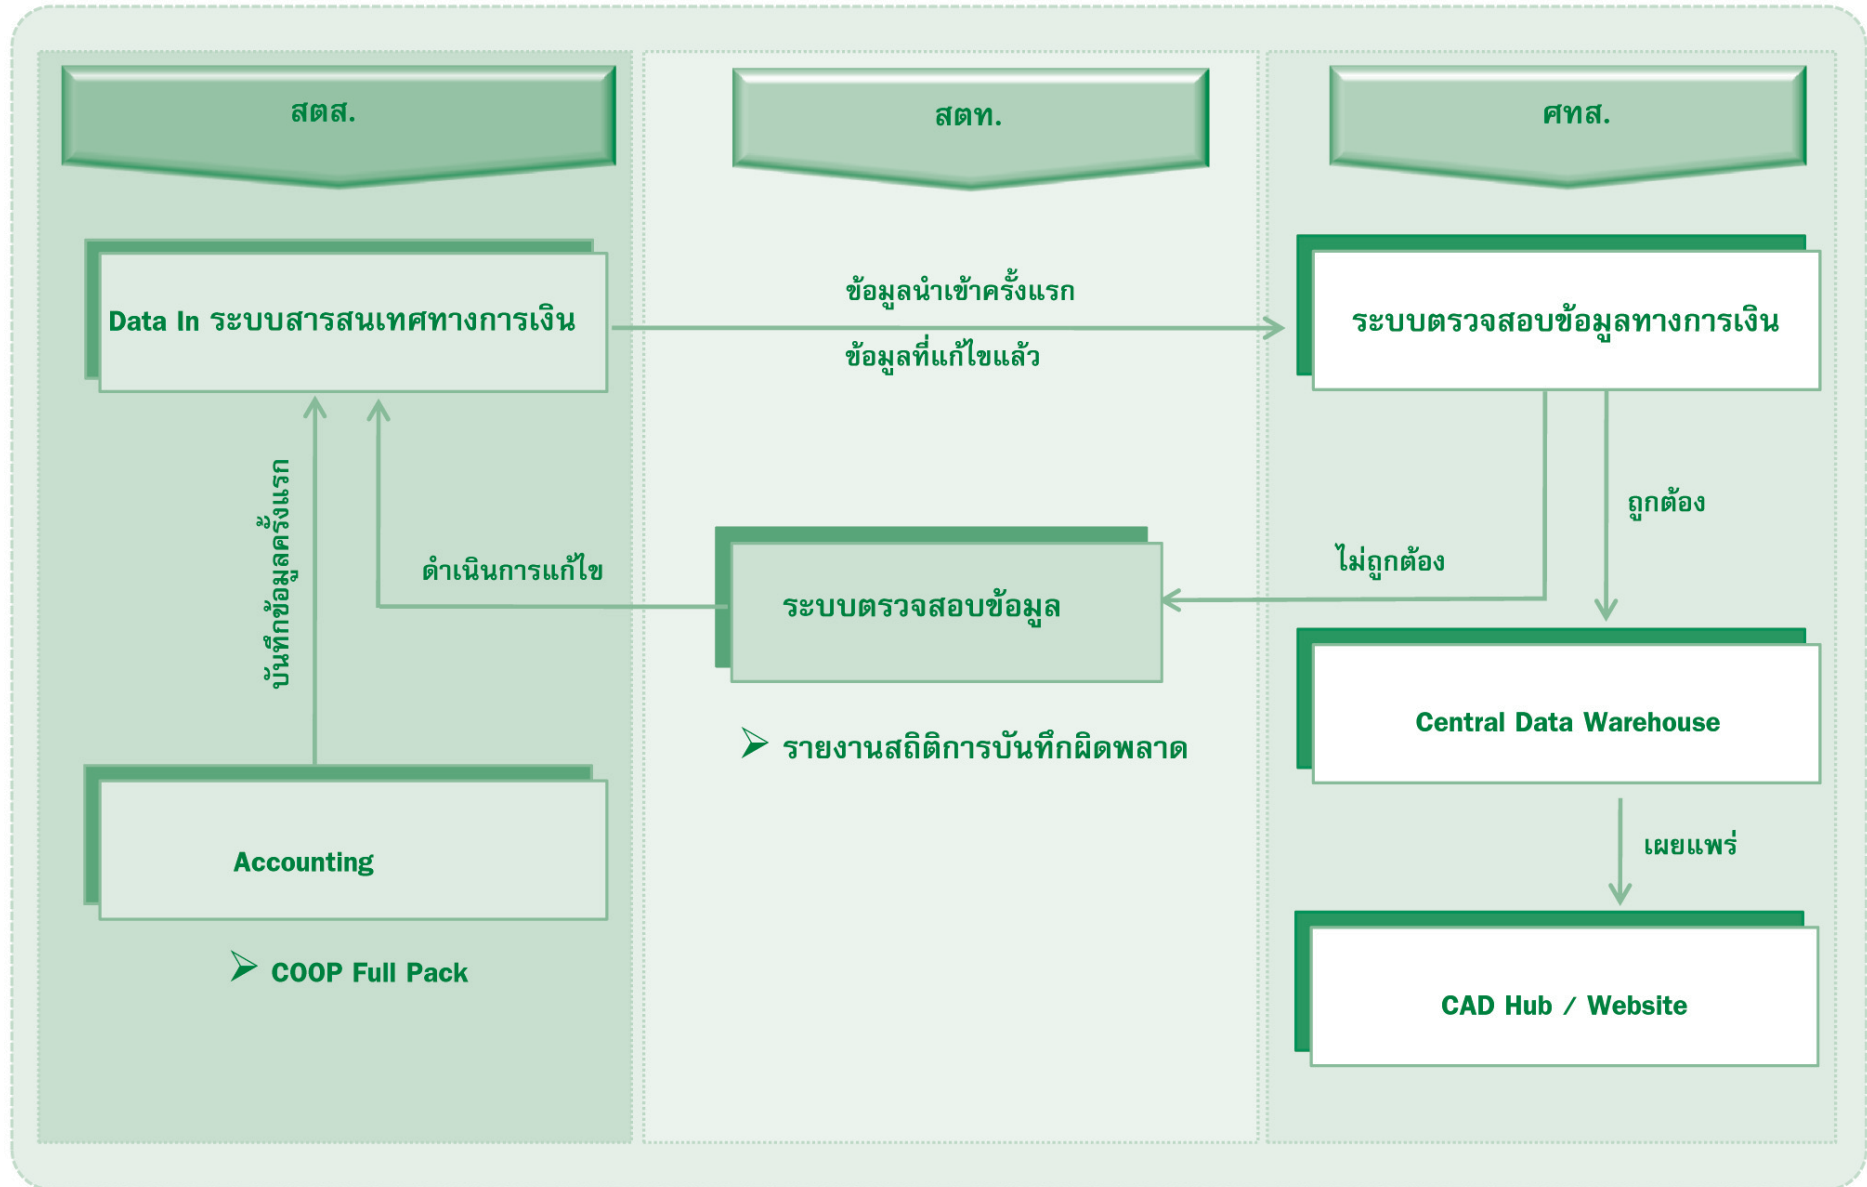 สตส.
สตท.
ศทส.
Data In ระบบสารสนเทศทางการเงิน
ข้อมูลนำเข้าครั้งแรก
ข้อมูลที่แก้ไขแล้ว
ระบบตรวจสอบข้อมูลทางการเงิน
บันทึกข้อมูลครั้งแรก
ดำเนินการแก้ไข
ระบบตรวจสอบข้อมูล
ไม่ถูกต้อง
ถูกต้อง
➢ รายงานสถิติการบันทึกผิดพลาด
Central Data Warehouse
เผยแพร่
Accounting
➢ COOP Full Pack
CAD Hub / Website